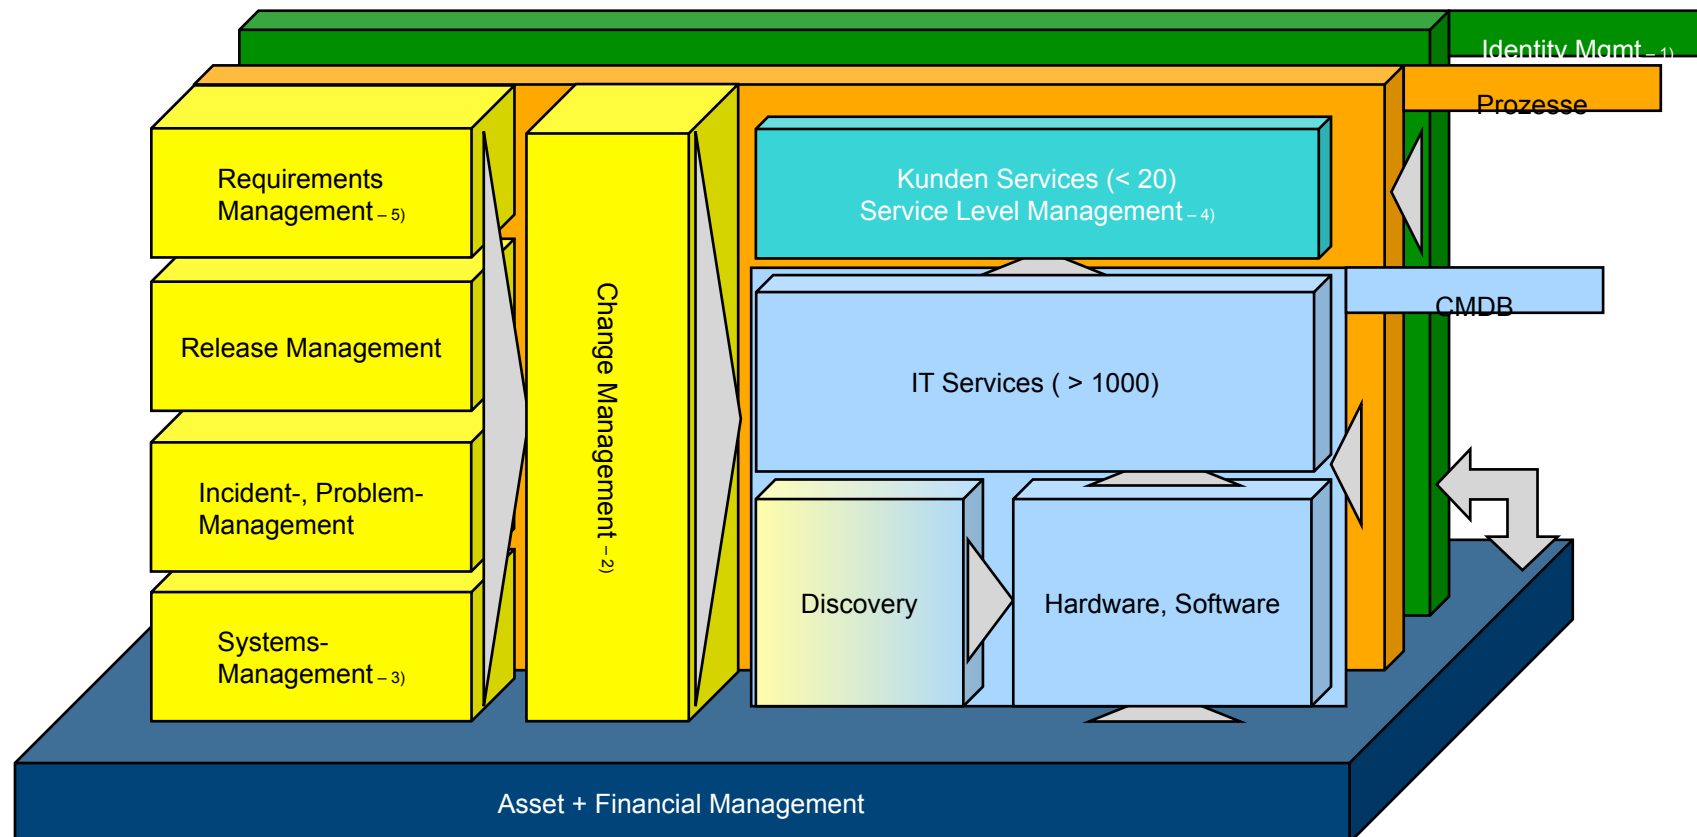 Identity Mgmt – 1)
Prozesse
Requirements
Management – 5)
Kunden Services (< 20)
Service Level Management – 4)
CMDB
Release Management
Change Management – 2)
IT Services ( > 1000)
Incident-, Problem-
Management
Discovery
Hardware, Software
Systems-
Management – 3)
Asset + Financial Management